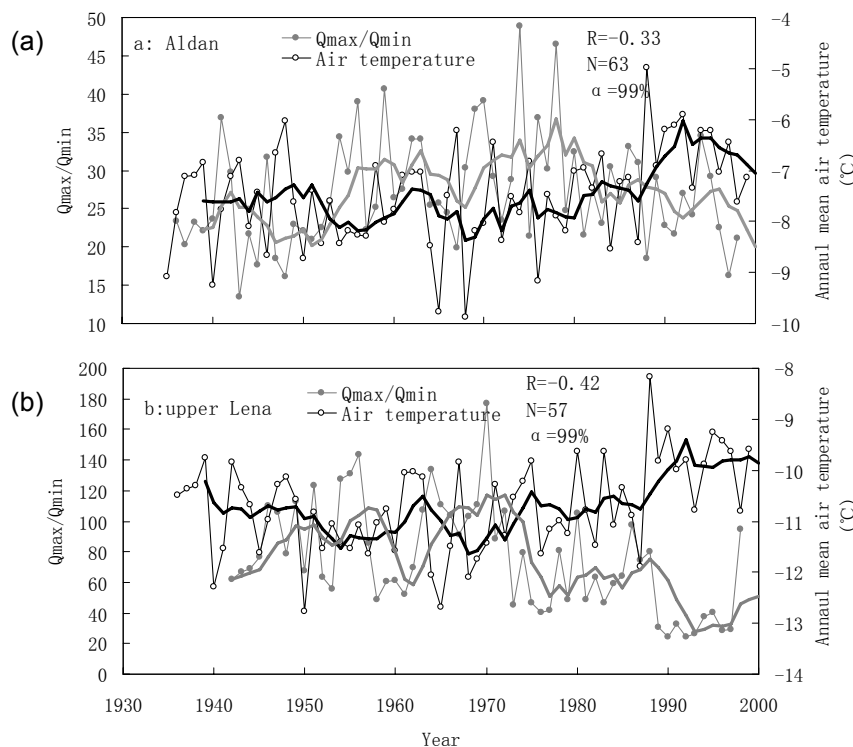 (a)
a: Aldan
Qmax/Qmin
Air temperature
R=-0.33
N=63
α=99%
50
45
40
35
30
25
20
15
10
Qmax/Qmin
-4
-5
-6
-7
-8
-9
-10
Annaul mean air temperature
(℃)
(b)
b:upper Lena
Qmax/Qmin
Air temperature
R=-0.42
N=57
α=99%
200
180
160
140
120
100
80
60
40
20
0
Qmax/Qmin
-8
-9
-10
-11
-12
-13
-14
Annaul mean air temperature
(℃)
1930 1940 1950 1960 1970 1980 1990 2000
Year